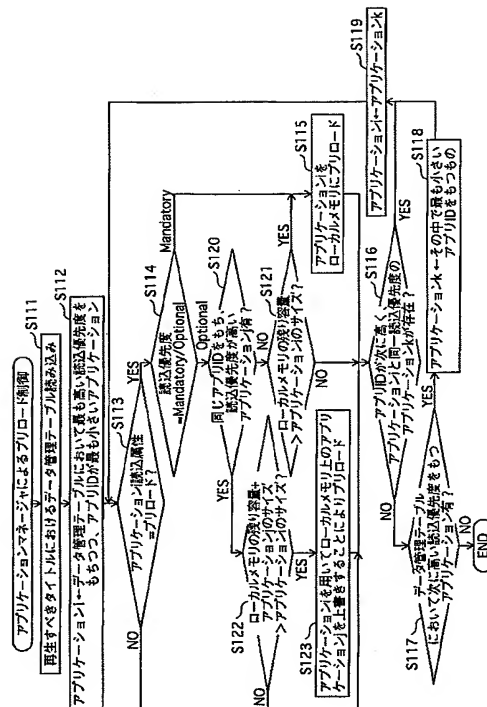 アプリケーションマネージャによるプリロード制御
S111
再生すべきタイトルにおけるデータ管理テーブル読み込み
S112
アプリケーションi←データ管理テーブルにおいて最も高い読込優先度を
もちつつ、アプリIDが最も小さいアプリケーション
S113
アプリケーションi読込属性
=プリロード?
NO
YES
S114
読込優先度
=Mandatory/Optional
Mandatory
Optional
S115
アプリケーションiを
ローカルメモリにプリロード
S120
同じアプリIDをもち、
読込優先度が高い
アプリケーションj有?
YES
NO
S121
ローカルメモリの残り容量
>アプリケーションiのサイズ?
YES
NO
S122
ローカルメモリの残り容量+
アプリケーションjのサイズ
>アプリケーションiのサイズ?
NO
YES
S123
アプリケーションiを用いてローカルメモリ上のアプリ
ケーションjを上書きすることによりプリロード
S116
アプリIDが次に高く、
アプリケーションiと同一読込優先度の
アプリケーションkが存在?
NO
YES
S117
データ管理テーブル
において次に高い読込優先度をもつ
アプリケーション有?
YES
NO
S118
アプリケーションk←その中で最も小さい
アプリIDをもつもの
S119
アプリケーションi←アプリケーションk
END